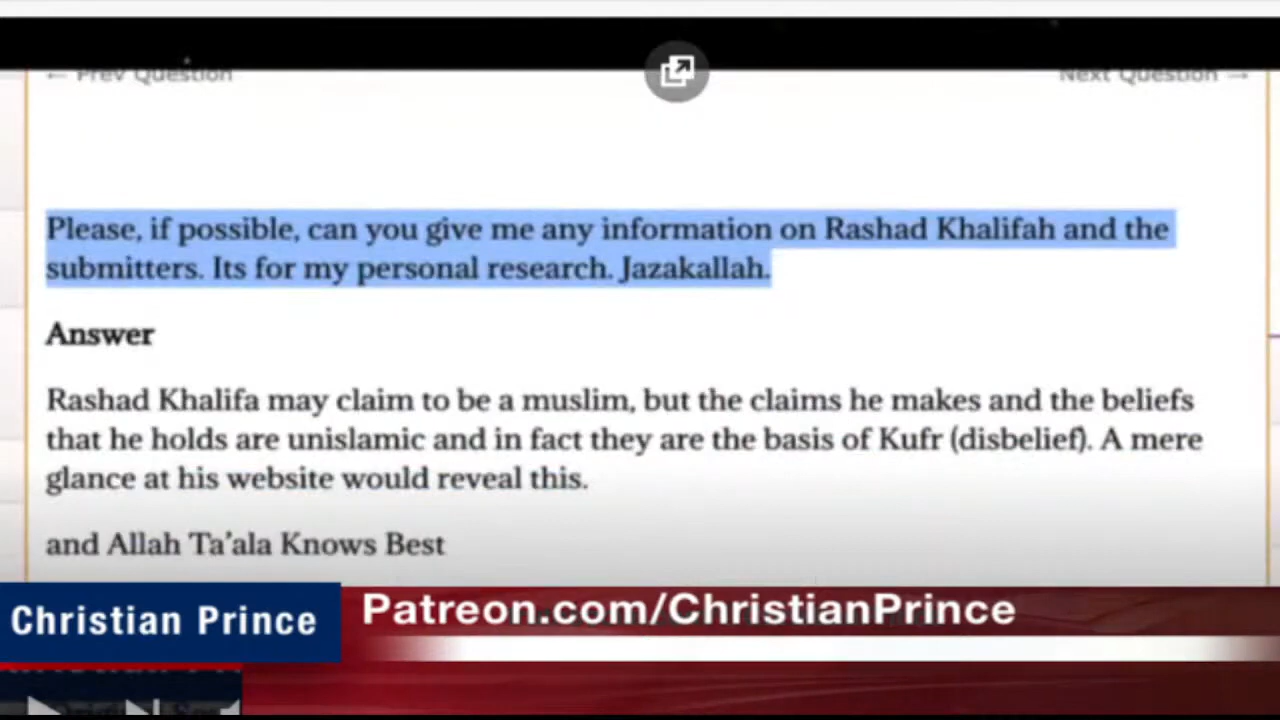 ← Prev Question
Next Question →
Please, if possible, can you give me any information on Rashad Khalifah and the
submitters. Its for my personal research. Jazakallah.
Answer
Rashad Khalifa may claim to be a muslim, but the claims he makes and the beliefs
that he holds are unislamic and in fact they are the basis of Kufr (disbelief). A mere
glance at his website would reveal this.
and Allah Ta’ala Knows Best
Christian Prince
Patreon.com/ChristianPrince